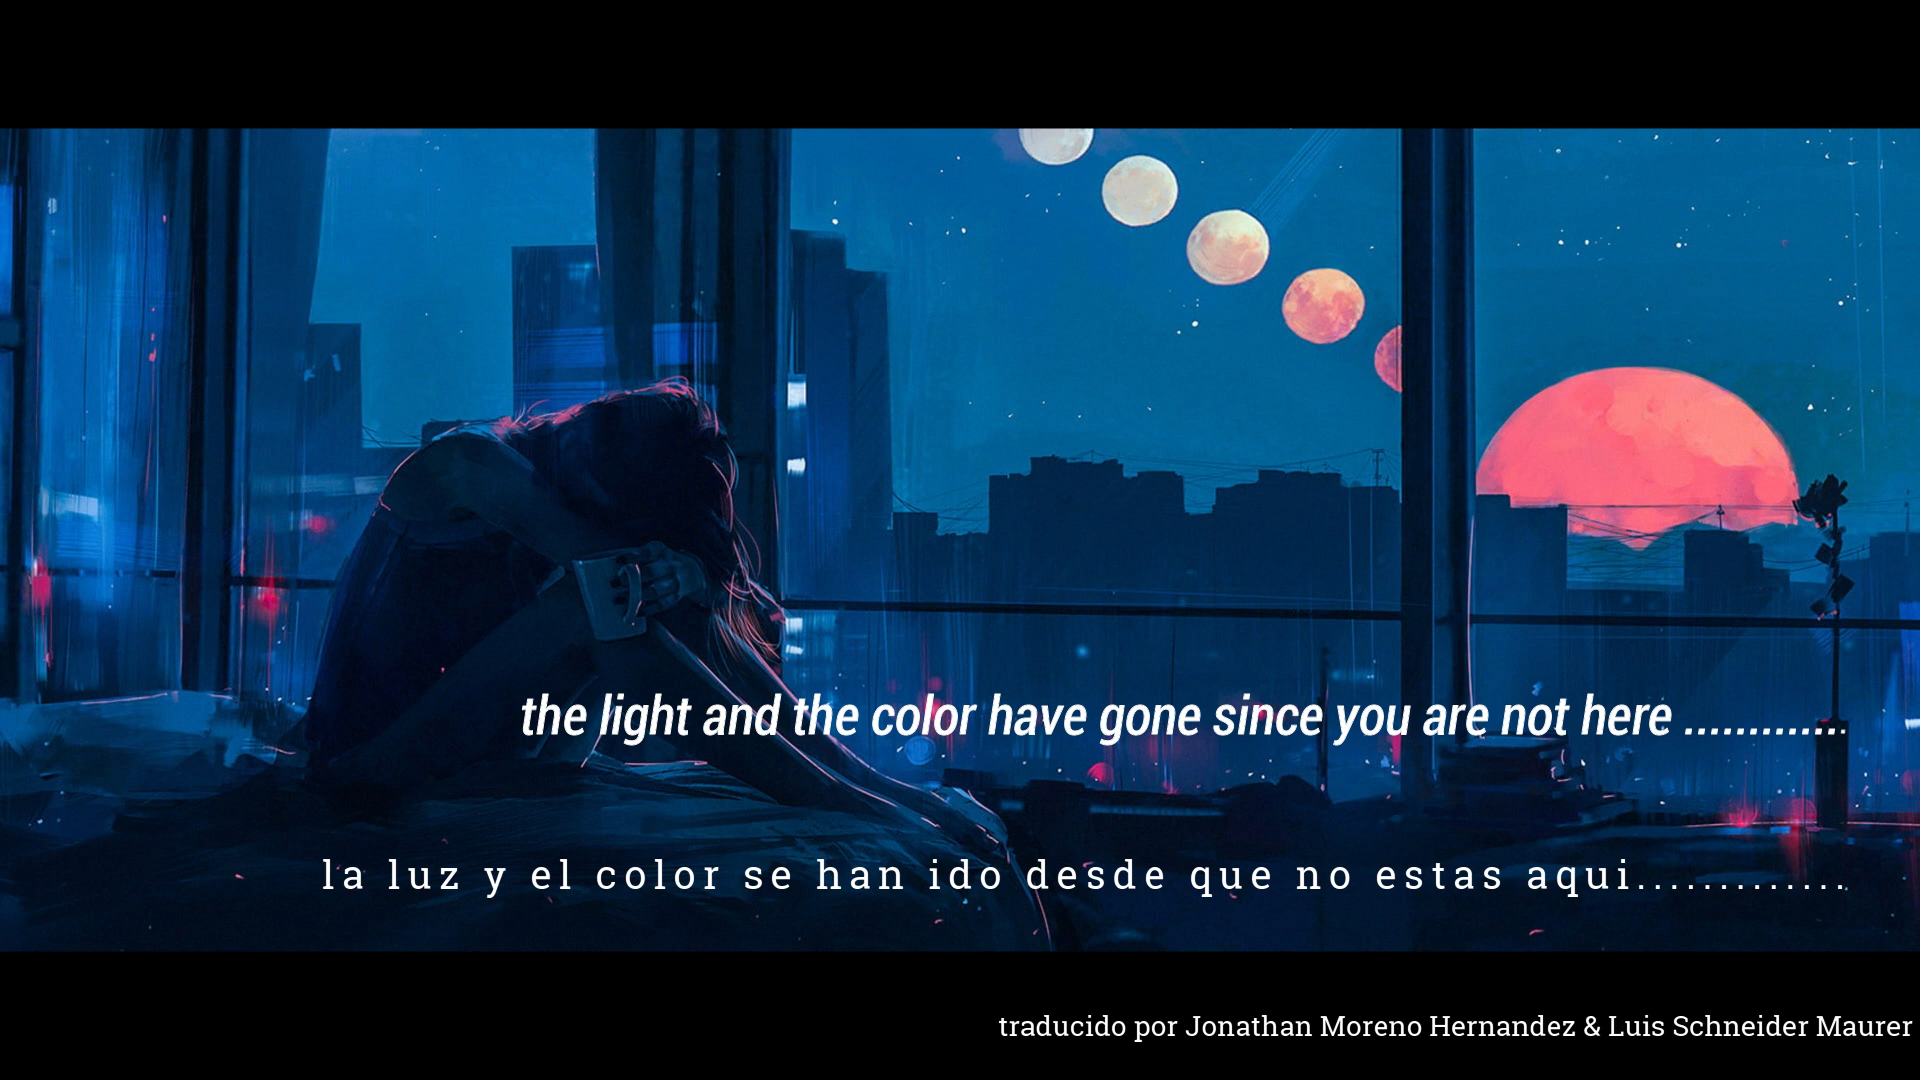 the light and the color have gone since you are not here .............
la luz y el color se han ido desde que no estas aqui.............
traducido por Jonathan Moreno Hernandez & Luis Schneider Maurer